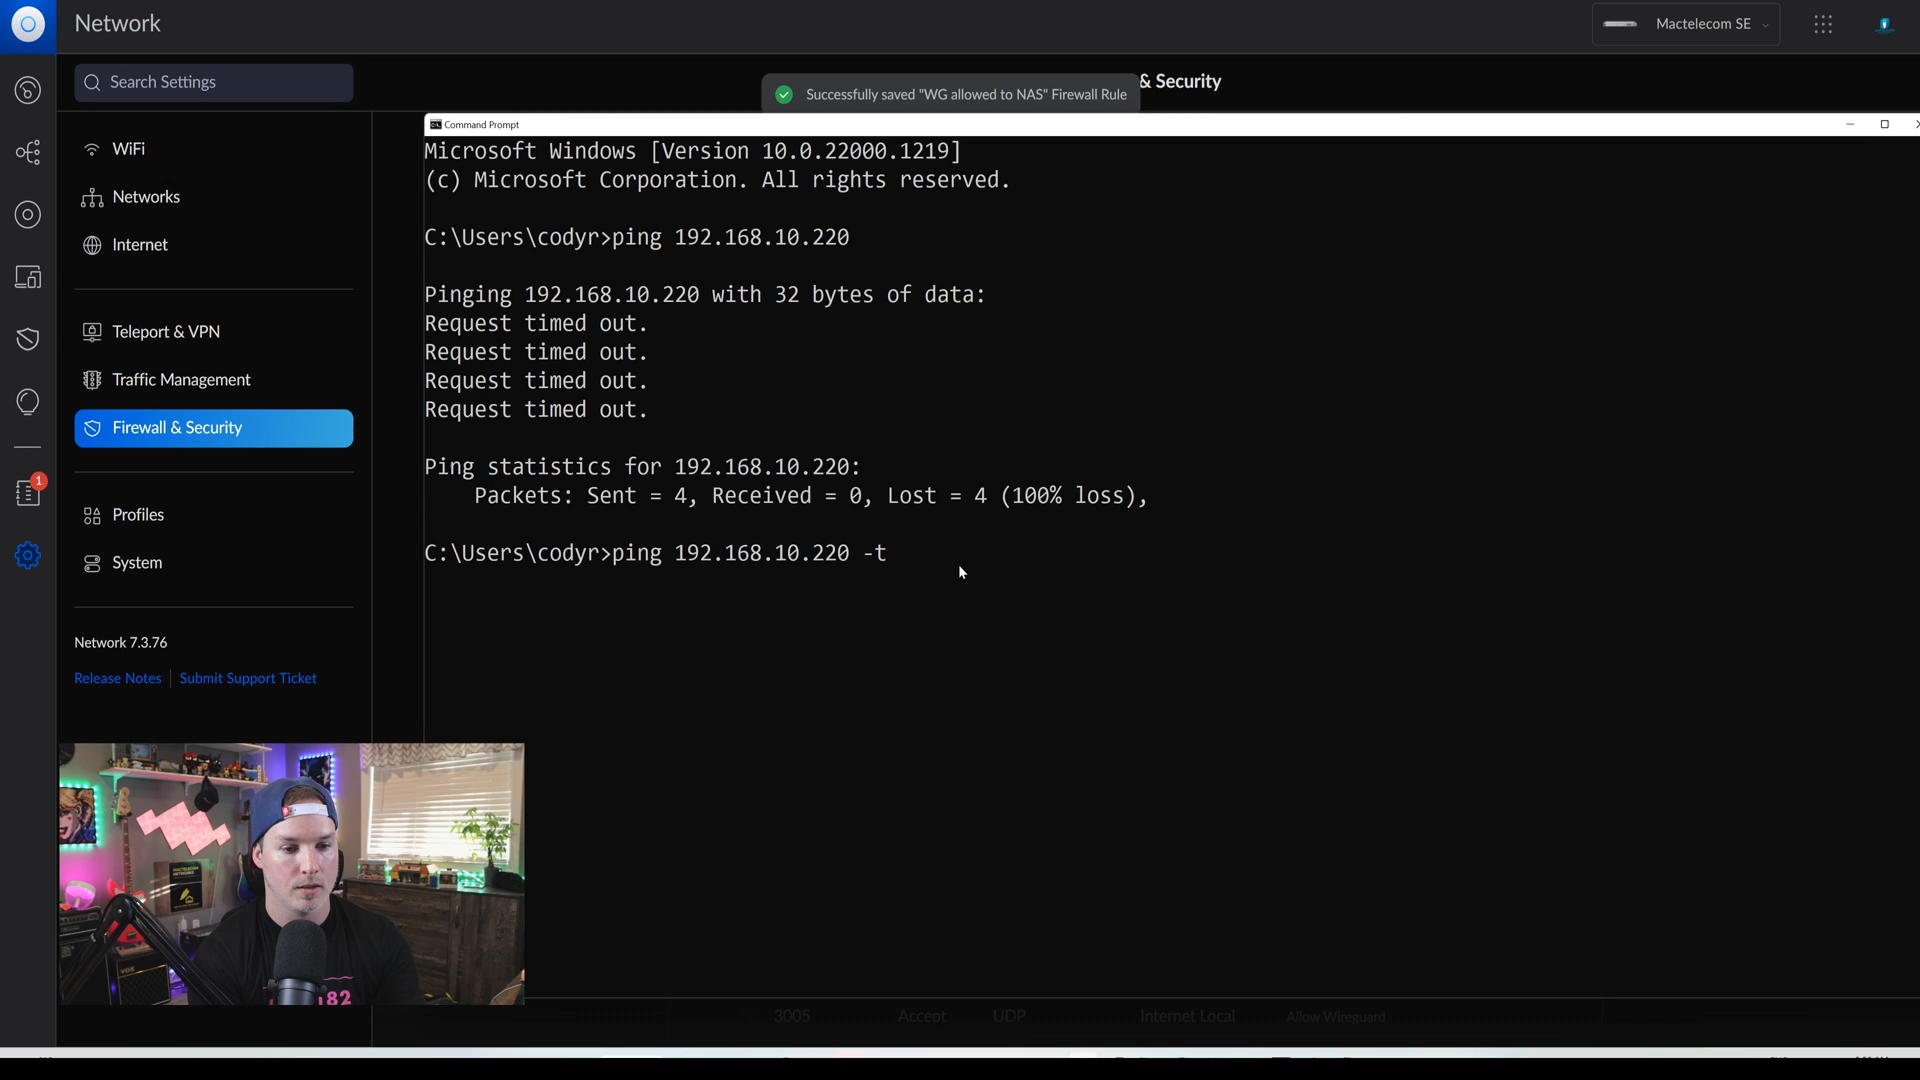 Network
Mactelecom SE
Search Settings
& Security
Successfully saved "WG allowed to NAS" Firewall Rule
Command Prompt
WiFi
Networks
Internet
Teleport & VPN
Traffic Management
Firewall & Security
1
Profiles
System
Network 7.3.76
Release Notes | Submit Support Ticket
Microsoft Windows [Version 10.0.22000.1219]
(c) Microsoft Corporation. All rights reserved.
C:\Users\codyr>ping 192.168.10.220
Pinging 192.168.10.220 with 32 bytes of data:
Request timed out.
Request timed out.
Request timed out.
Request timed out.
Ping statistics for 192.168.10.220:
Packets: Sent = 4, Received = 0, Lost = 4 (100% loss),
C:\Users\codyr>ping 192.168.10.220 -t
MACTELECOM
NETWORKS
VOX
182
3005 Accept UDP Internet Local Allow Wireguard